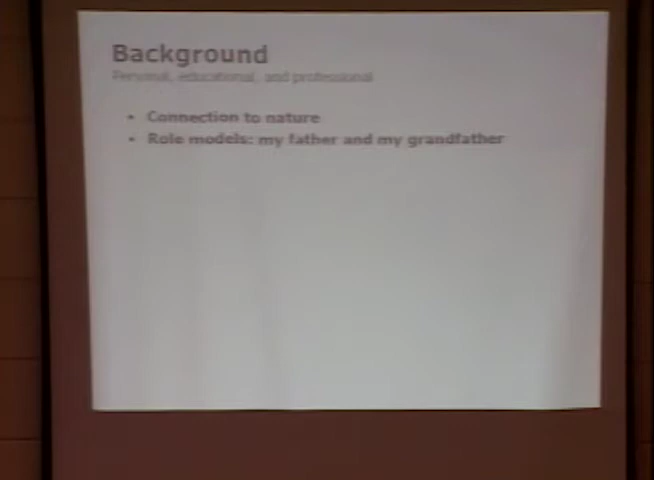 Background
Personal, educational, and professional
• Connection to nature
• Role models: my father and my grandfather